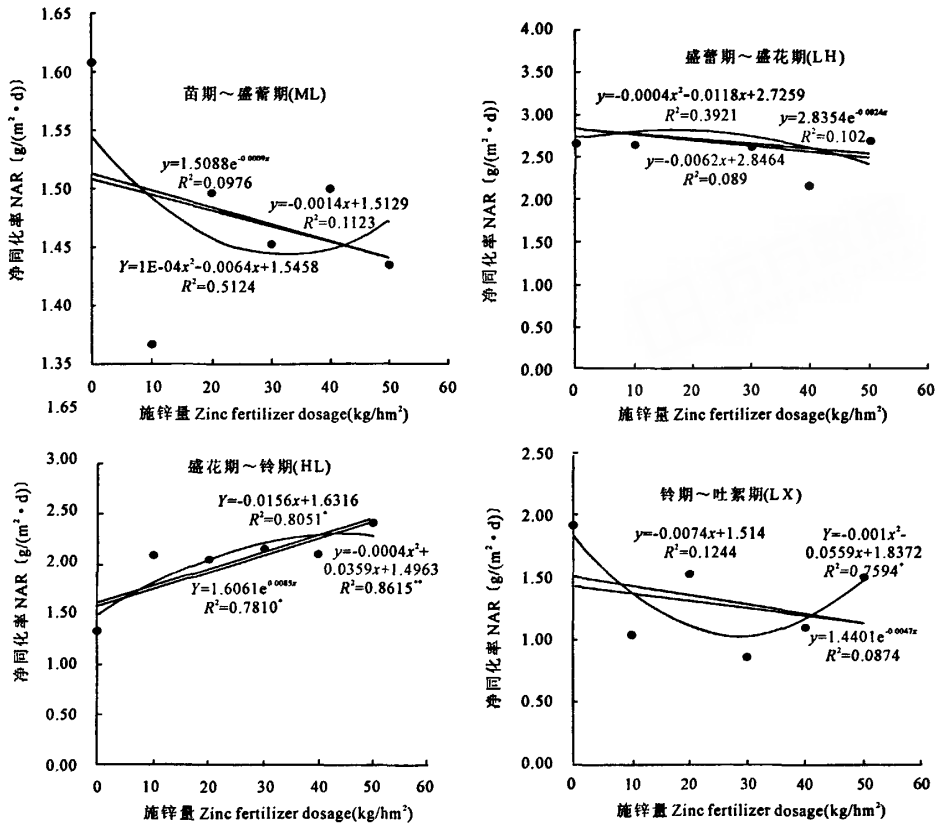 1.60
1.55
1.50
1.45
1.40
1.35
净同化率 NAR〔g/(m²·d)〕
苗期～盛蕾期(ML)
y=1.5088e^-0.0009x
R²=0.0976
y=-0.0014x+1.5129
R²=0.1123
Y=1E-04x²-0.0064x+1.5458
R²=0.5124
0 10 20 30 40 50 60
施锌量 Zinc fertilizer dosage(kg/hm²)
1.65
4.00
3.50
3.00
2.50
2.00
1.50
1.00
0.50
0.00
净同化率 NAR〔g/(m²·d)〕
盛蕾期～盛花期(LH)
y=-0.0004x²-0.0118x+2.7259
R²=0.3921
y=2.8354e^-0.0024x
R²=0.102
y=-0.0062x+2.8464
R²=0.089
0 10 20 30 40 50 60
施锌量 Zinc fertilizer dosage(kg/hm²)
3.00
2.50
2.00
1.50
1.00
0.50
0.00
净同化率 NAR〔g/(m²·d)〕
盛花期～铃期(HL)
Y=-0.0156x+1.6316
R²=0.8051*
y=-0.0004x²+
0.0359x+1.4963
R²=0.8615**
Y=1.6061e^0.0085x
R²=0.7810*
0 10 20 30 40 50 60
施锌量 Zinc fertilizer dosage(kg/hm²)
2.50
2.00
1.50
1.00
0.50
0.00
净同化率 NAR〔g/(m²·d)〕
铃期～吐絮期(LX)
y=-0.0074x+1.514
R²=0.1244
Y=-0.001x²-
0.0559x+1.8372
R²=0.7594*
y=1.4401e^-0.0047x
R²=0.0874
0 10 20 30 40 50 60
施锌量 Zinc fertilizer dosage(kg/hm²)